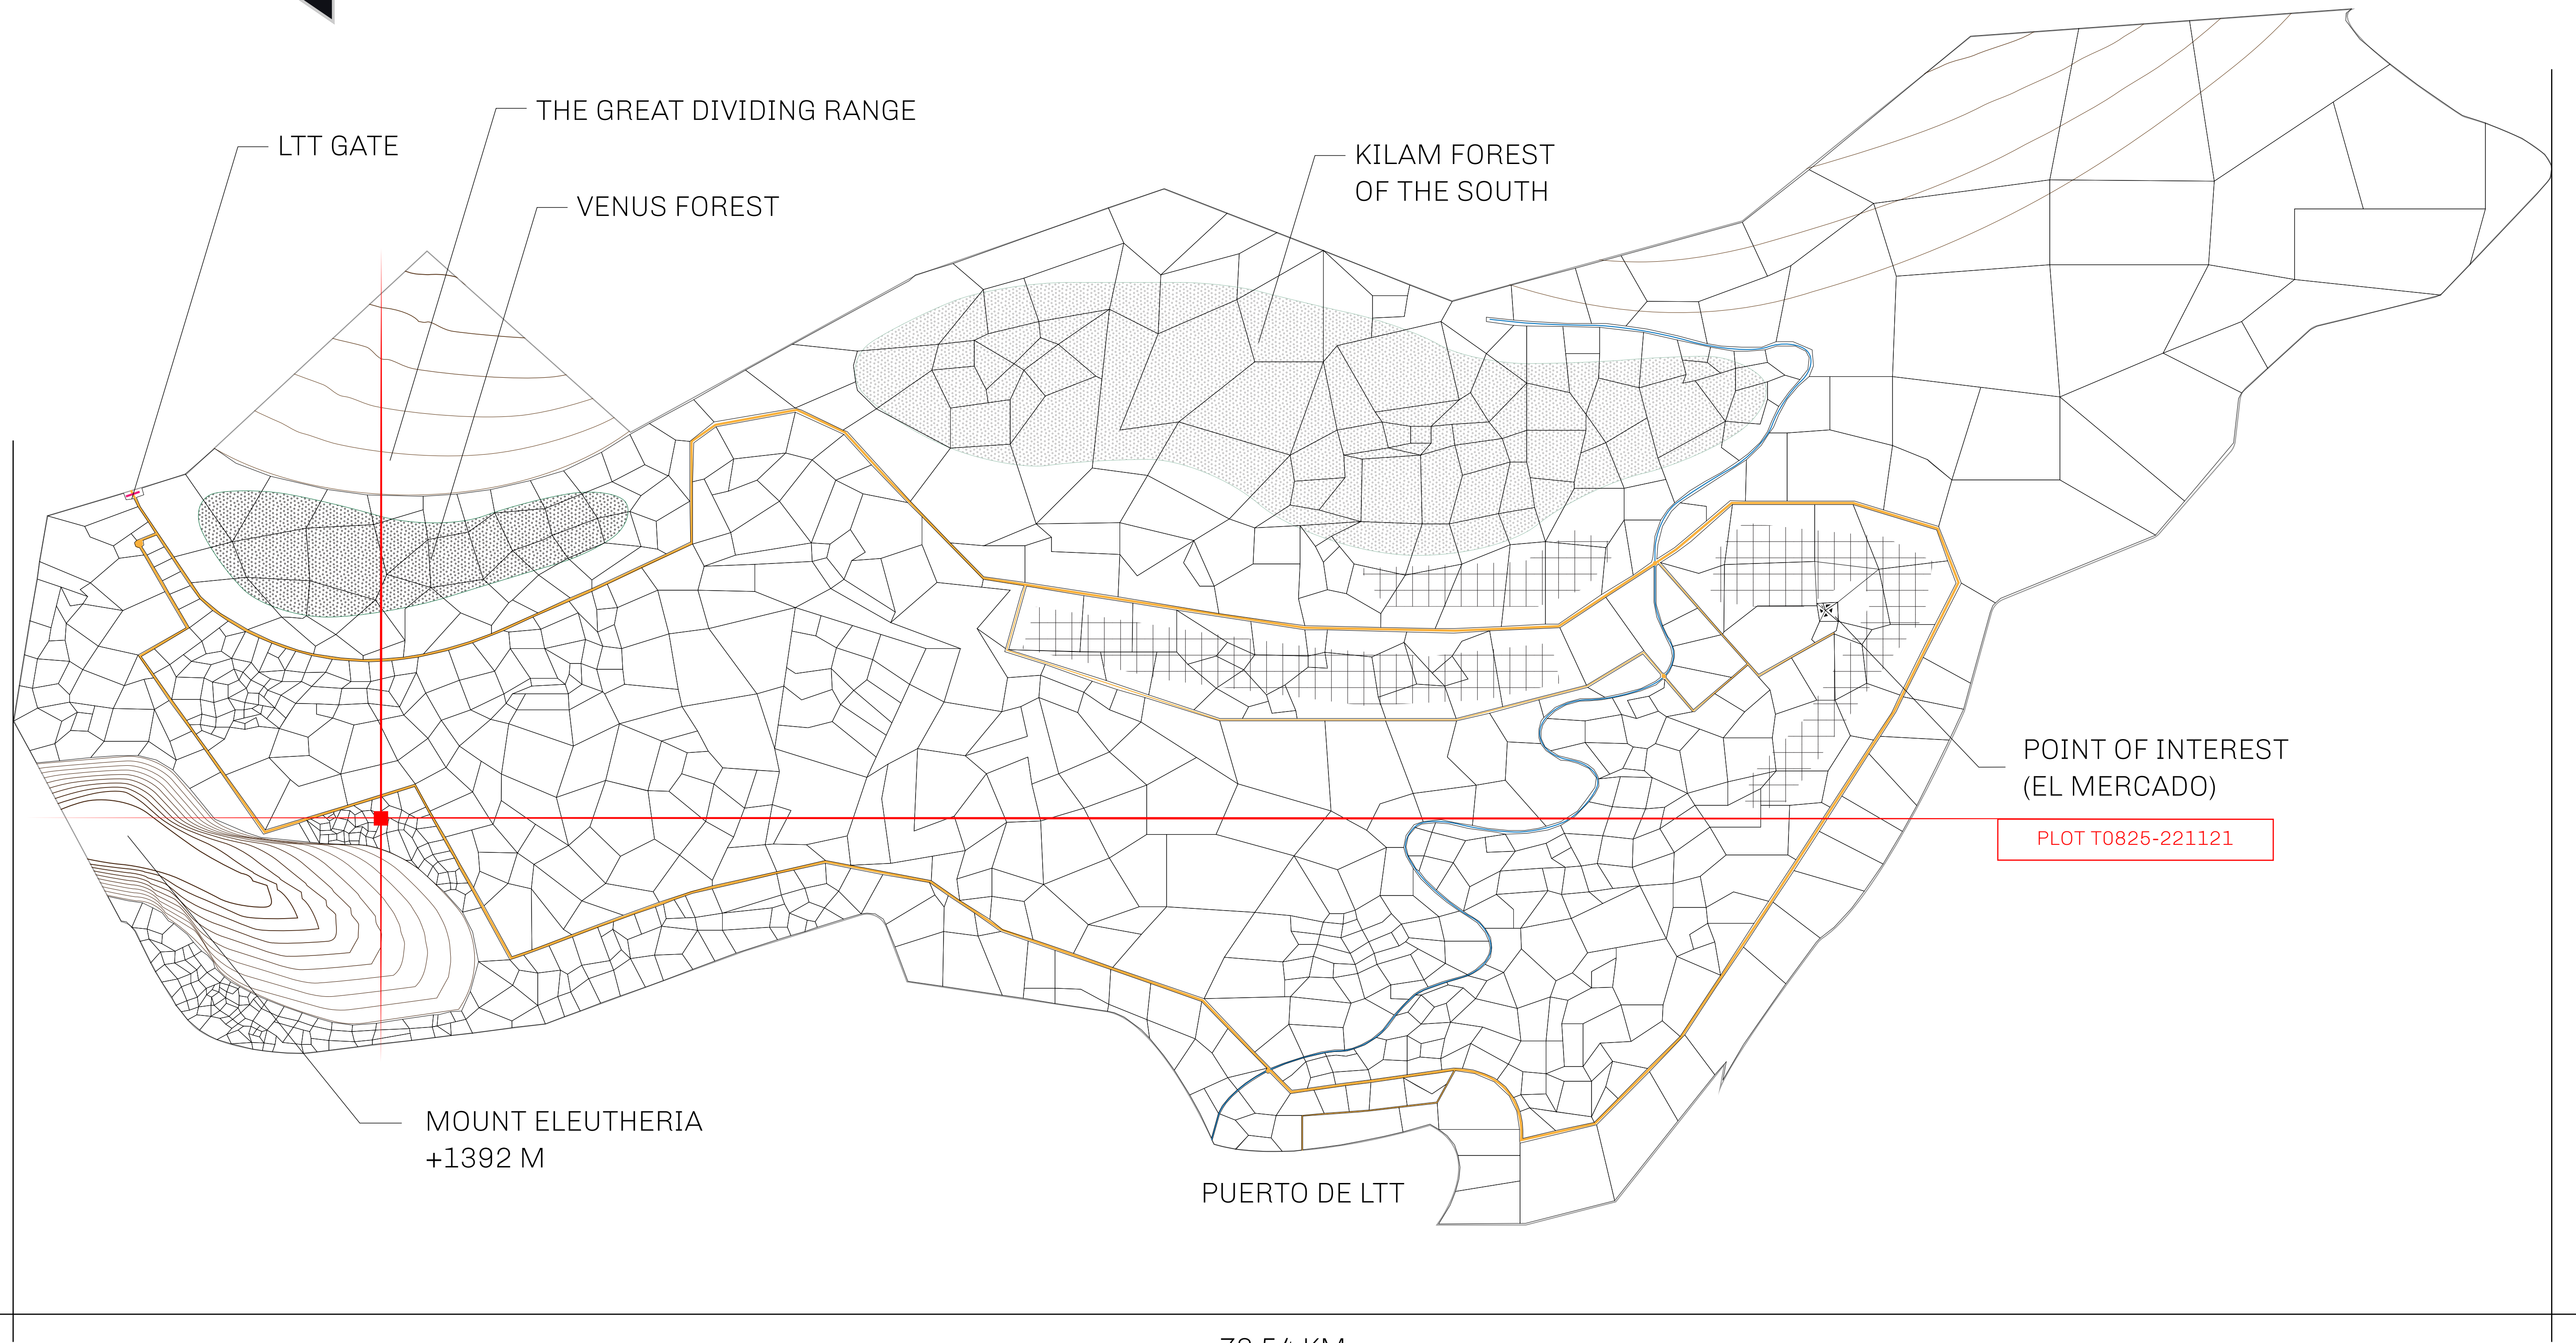 THE GREAT DIVIDING RANGE
LTT GATE
VENUS FOREST
KILAM FOREST
OF THE SOUTH
POINT OF INTEREST
(EL MERCADO)
PLOT T0825-221121
MOUNT ELEUTHERIA
+1392 M
PUERTO DE LTT
KM